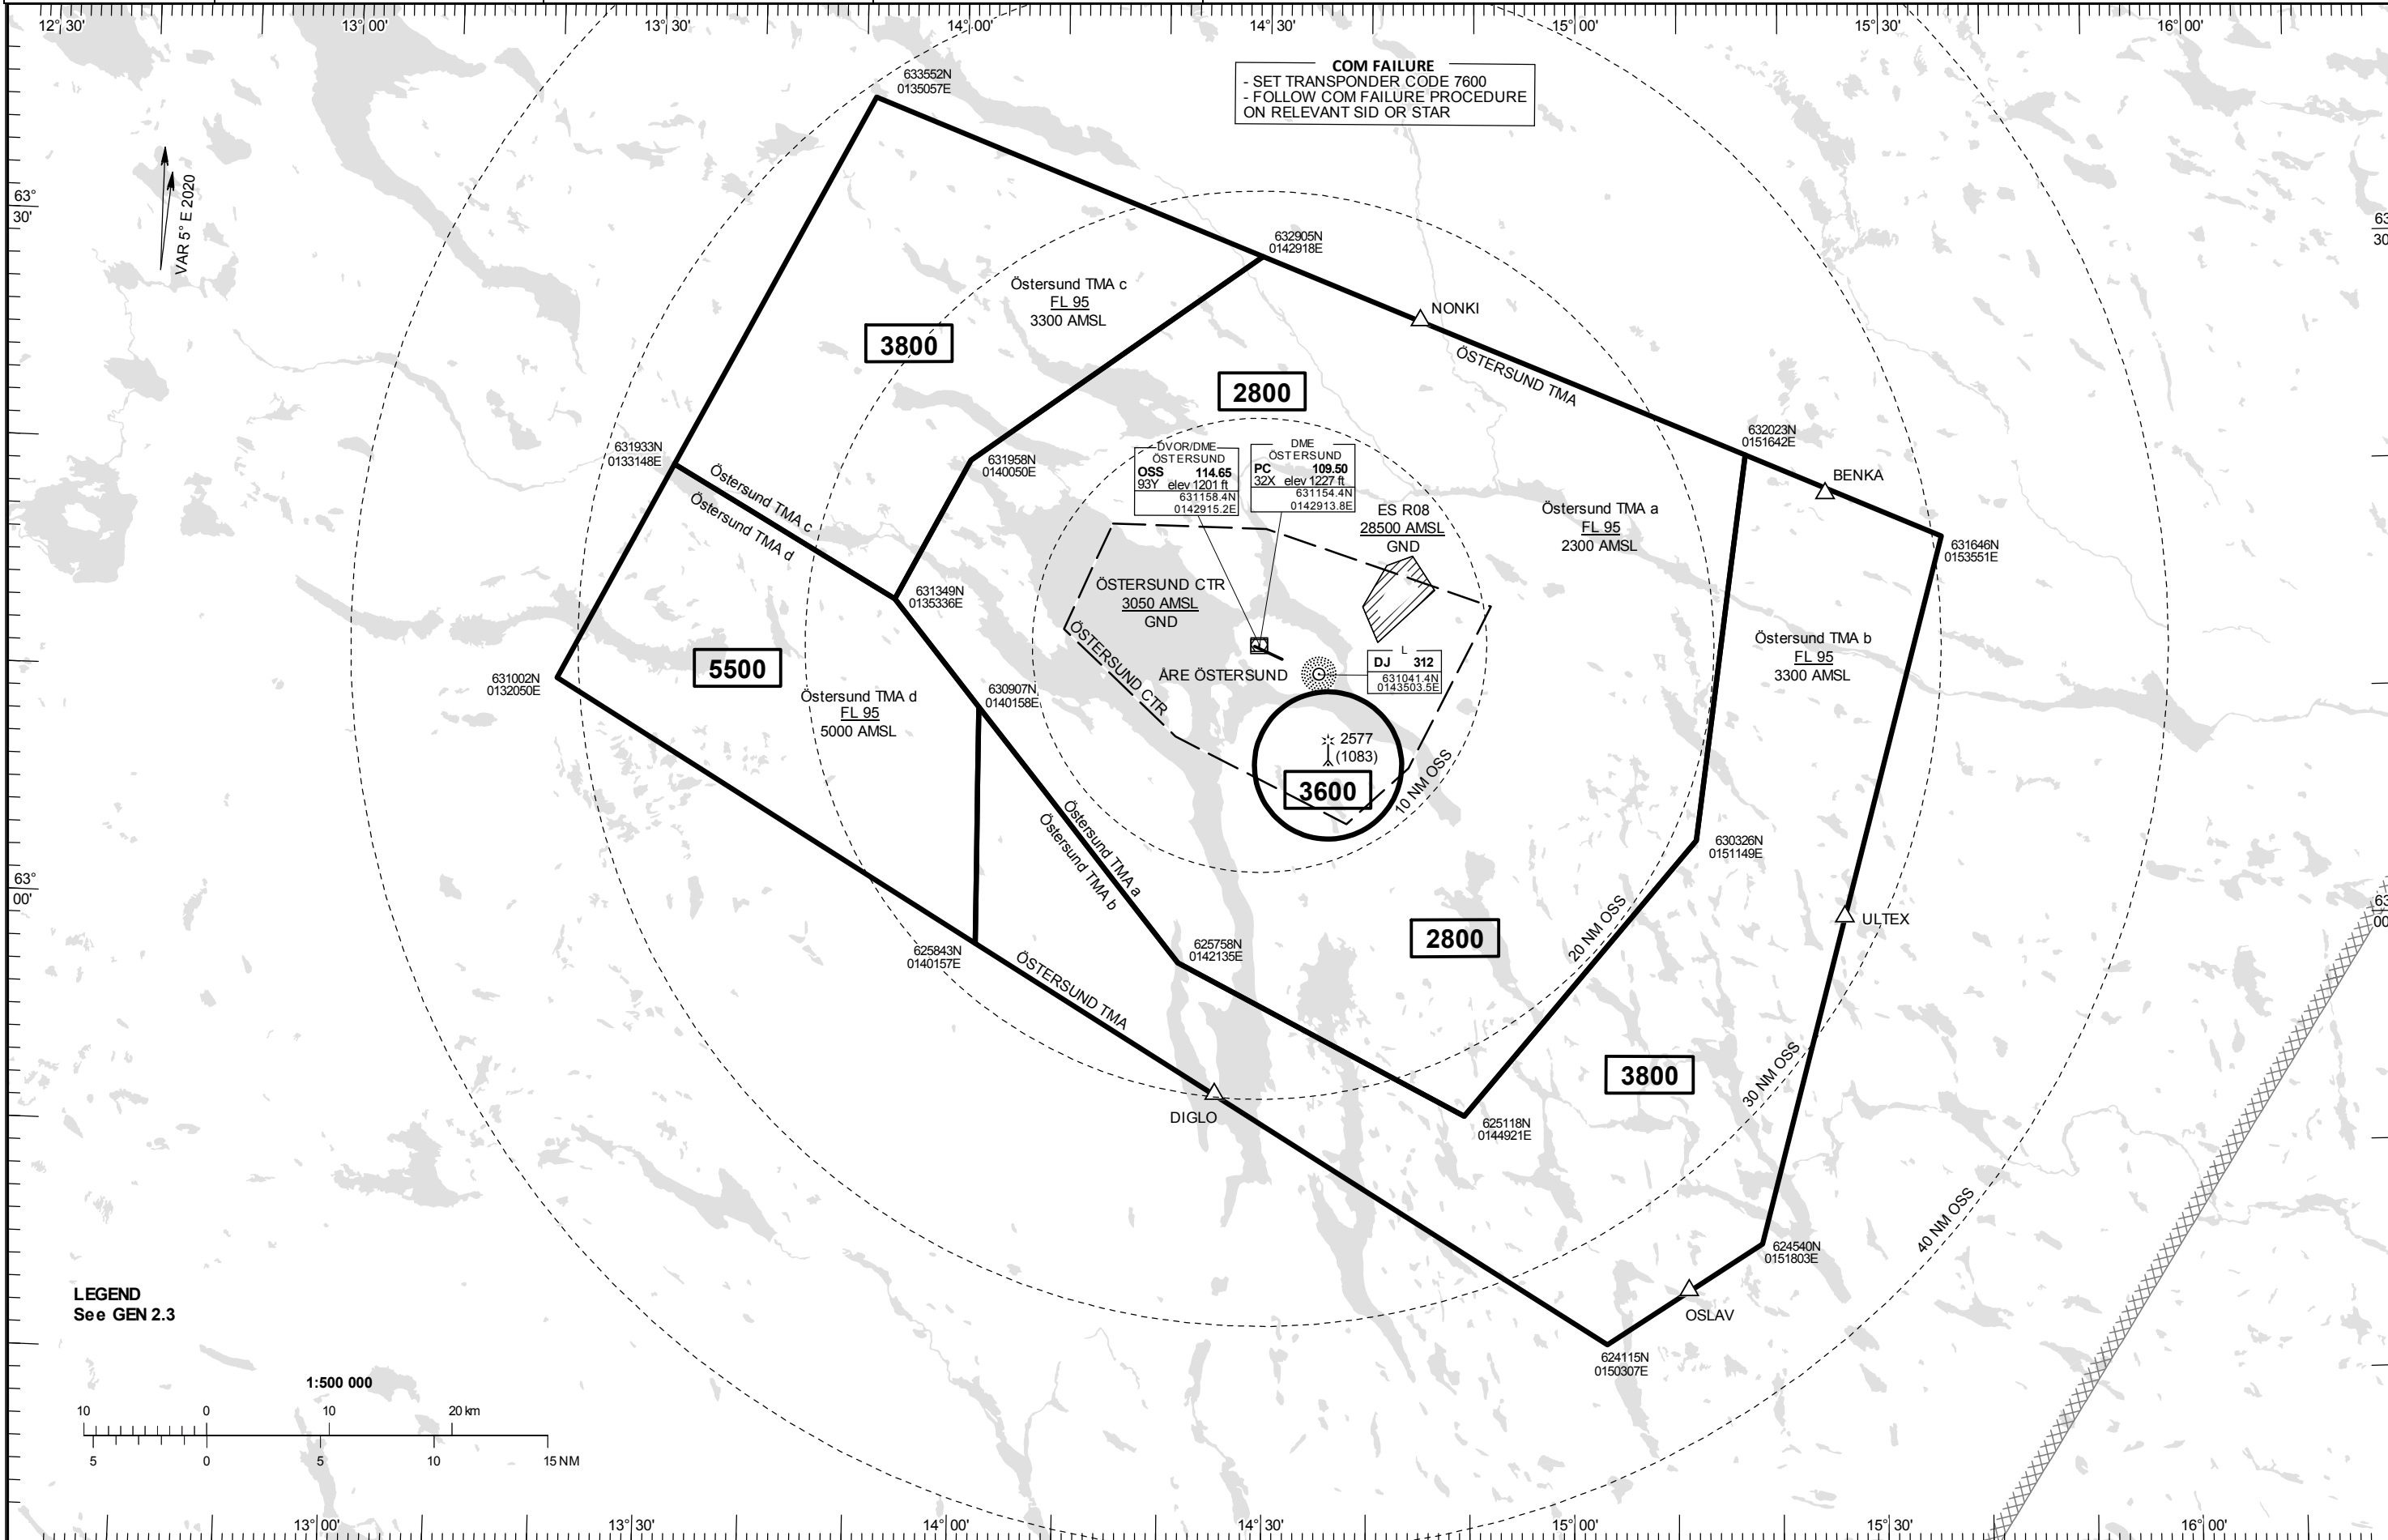 12° 30'
13° 00'
13° 30'
14° 00'
14° 30'
15° 00'
15° 30'
16° 00'
COM FAILURE
- SET TRANSPONDER CODE 7600
- FOLLOW COM FAILURE PROCEDURE
ON RELEVANT SID OR STAR
633552N
0135057E
VAR 5° E 2020
63°
30'
63
30
632905N
0142918E
Östersund TMA c
FL 95
3300 AMSL
NONKI
3800
ÖSTERSUND TMA
2800
632023N
0151642E
631933N
0133148E
631958N
0140050E
BENKA
DVOR/DME
ÖSTERSUND
OSS 114.65
93Y elev 1201 ft
631158.4N
0142915.2E
DME
ÖSTERSUND
PC 109.50
32X elev 1227 ft
631154.4N
0142913.8E
Östersund TMA c
Östersund TMA d
ES R08
28500 AMSL
GND
Östersund TMA a
FL 95
2300 AMSL
631646N
0153551E
ÖSTERSUND CTR
3050 AMSL
GND
631349N
0135336E
ÖSTERSUND CTR
Östersund TMA b
FL 95
3300 AMSL
5500
631002N
0132050E
ÅRE ÖSTERSUND
L
DJ 312
631041.4N
0143503.5E
Östersund TMA d
FL 95
5000 AMSL
630907N
0140158E
2577
(1083)
3600
10 NM OSS
Östersund TMA a
Östersund TMA b
630326N
0151149E
63°
00'
63
00
ULTEX
20 NM OSS
2800
625843N
0140157E
625758N
0142135E
ÖSTERSUND TMA
30 NM OSS
3800
DIGLO
625118N
0144921E
40 NM OSS
624540N
0151803E
LEGEND
See GEN 2.3
OSLAV
624115N
0150307E
1:500 000
10 0 10 20 km
5 0 5 10 15 NM
13° 00'
13° 30'
14° 00'
14° 30'
15° 00'
15° 30'
16° 00'